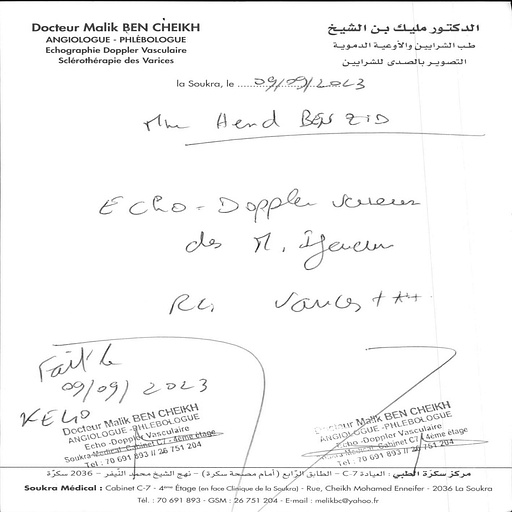 Docteur Malik BEN CHEIKH
ANGIOLOGUE - PHLÉBOLOGUE
Echographie Doppler Vasculaire
Sclérothérapie des Varices
الدكتور مليك بن الشيخ
طب الشرايين والأوعية الدموية
التصوير بالصدى للشرايين
la Soukra, le 09/09/2023
Mme Hend BEN ZID
ECHO-Doppler veineux
des M. Inferieurs
Varices +++
Fait le
09/09/2023
Docteur Malik BEN CHEIKH
ANGIOLOGUE-PHLEBOLOGUE
Echo-Doppler Vasculaire
Soukra Médical-Cabinet C7-4ème étage
Tel: 70 691 893 // 26 751 204
Docteur Malik BEN CHEIKH
ANGIOLOGUE-PHLEBOLOGUE
Echo-Doppler Vasculaire
Soukra Médical-Cabinet C7-4ème étage
Tel: 70 691 893 // 26 751 204
مركز سكرة الطبي : العيادة C-7 - الطابق الرابع (أمام مصحة سكرة) - نهج الشيخ محمد النيفر - 2036 سكرة
Soukra Médical : Cabinet C-7 - 4ème Étage (en face Clinique de la Soukra) - Rue, Cheikh Mohamed Enneifer - 2036 La Soukra
Tél. : 70 691 893 - GSM : 26 751 204 - E-mail : melikbc@yahoo.fr